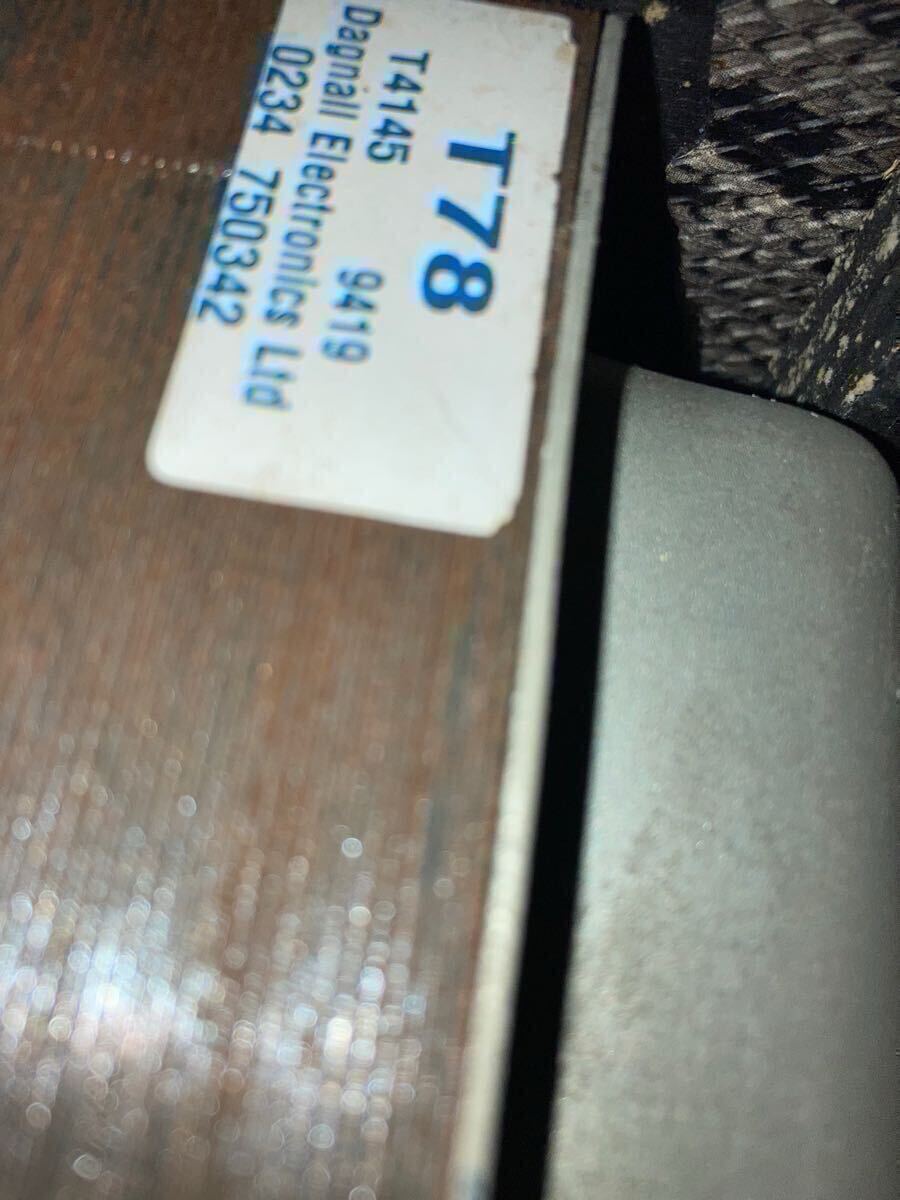 T78
T4145 9419
Dagnall Electronics Ltd
0234 750342